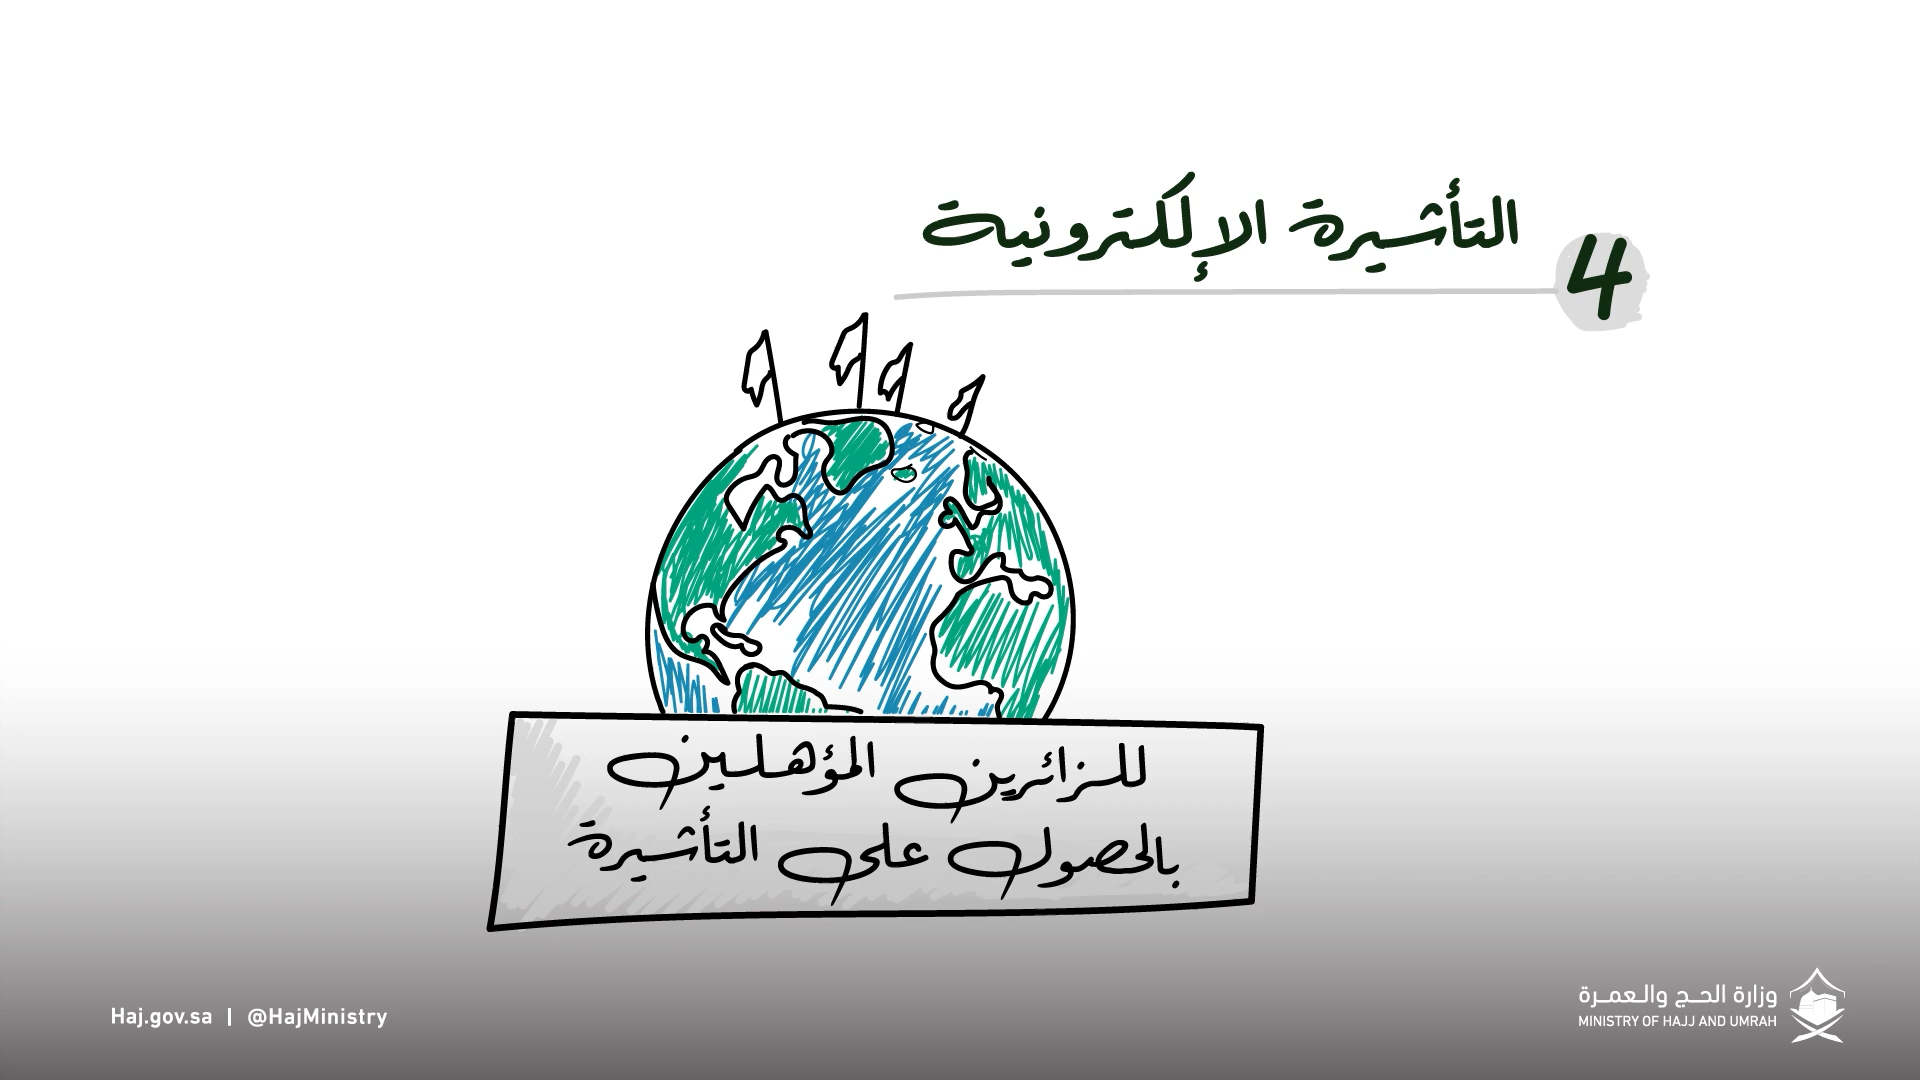 4 التأشيرة الإلكترونية
للزائرين المؤهلين
بالحصول على التأشيرة
Haj.gov.sa | @HajMinistry
وزارة الحج والعمرة
MINISTRY OF HAJJ AND UMRAH